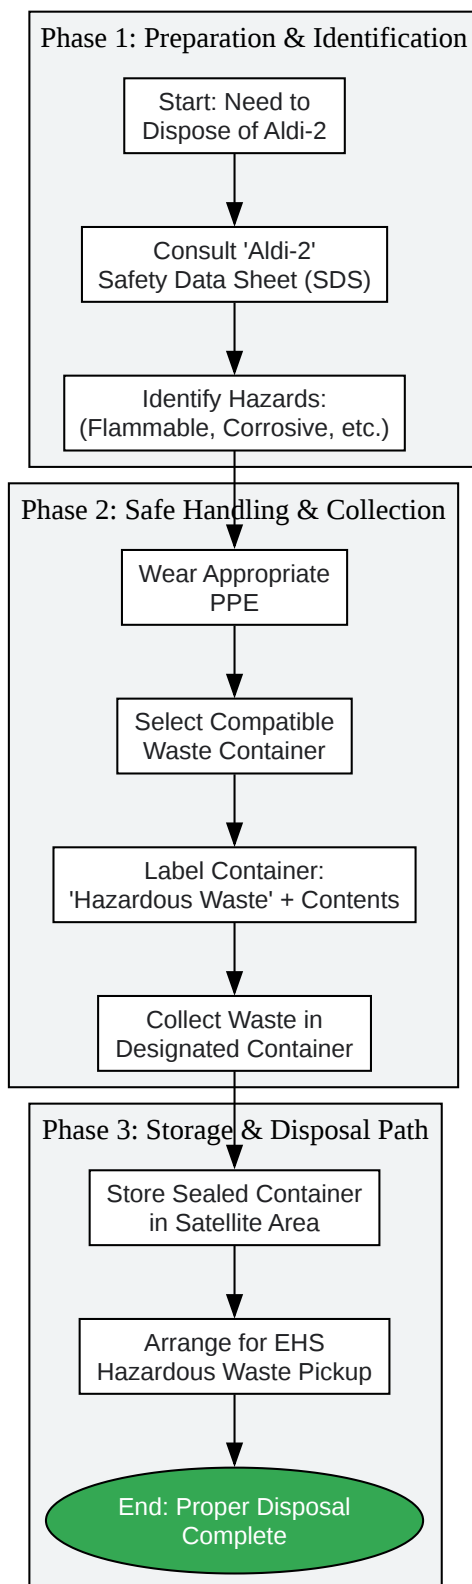 Phase 1: Preparation & Identification
Start: Need to
Dispose of Aldi-2
Consult 'Aldi-2'
Safety Data Sheet (SDS)
Identify Hazards:
(Flammable, Corrosive, etc.)
Phase 2: Safe Handling & Collection
Wear Appropriate
PPE
Select Compatible
Waste Container
Label Container:
'Hazardous Waste' + Contents
Collect Waste in
Designated Container
Phase 3: Storage & Disposal Path
Store Sealed Container
in Satellite Area
Arrange for EHS
Hazardous Waste Pickup
End: Proper Disposal
Complete